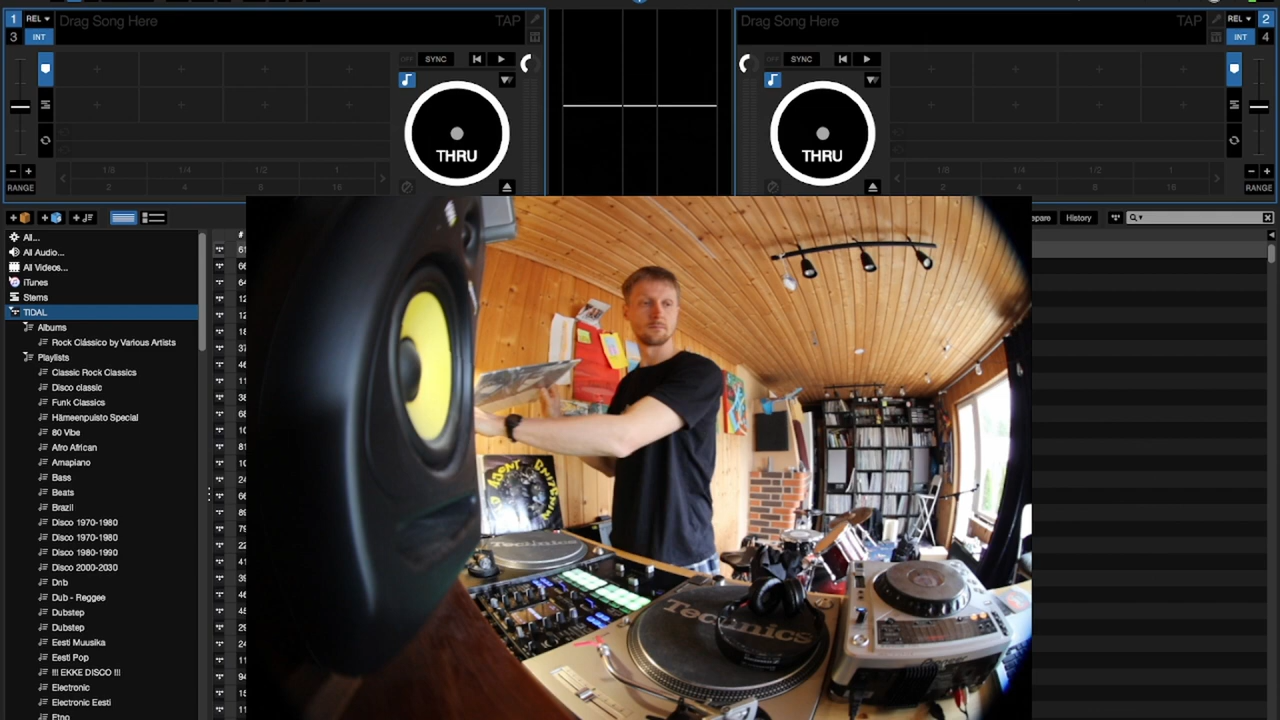 1 REL Drag Song Here TAP
3 INT
OFF SYNC
THRU
1/8 1/4 1/2 1
2 4 6 16
RANGE
Drag Song Here TAP REL 2
INT 4
OFF SYNC
THRU
1/8 1/4 1/2 1
2 4 8 16
RANGE
History
All...
All Audio...
All Videos...
iTunes
Stems
TIDAL
Albums
Rock Clássico by Various Artists
Playlists
Classic Rock Classics
Disco classic
Funk Classics
Hämeenpuisto Special
80 Vibe
Afro African
Amapiano
Bass
Beats
Brazil
Disco 1970-1980
Disco 1970-1980
Disco 1980-1990
Disco 2000-2030
Dnb
Dub - Reggee
Dubstep
Dubstep
Eesti Muusika
Eesti Pop
!!! EKKE DISCO !!!
Electronic
Electronic Eesti
Etno
#
Technics
Technics